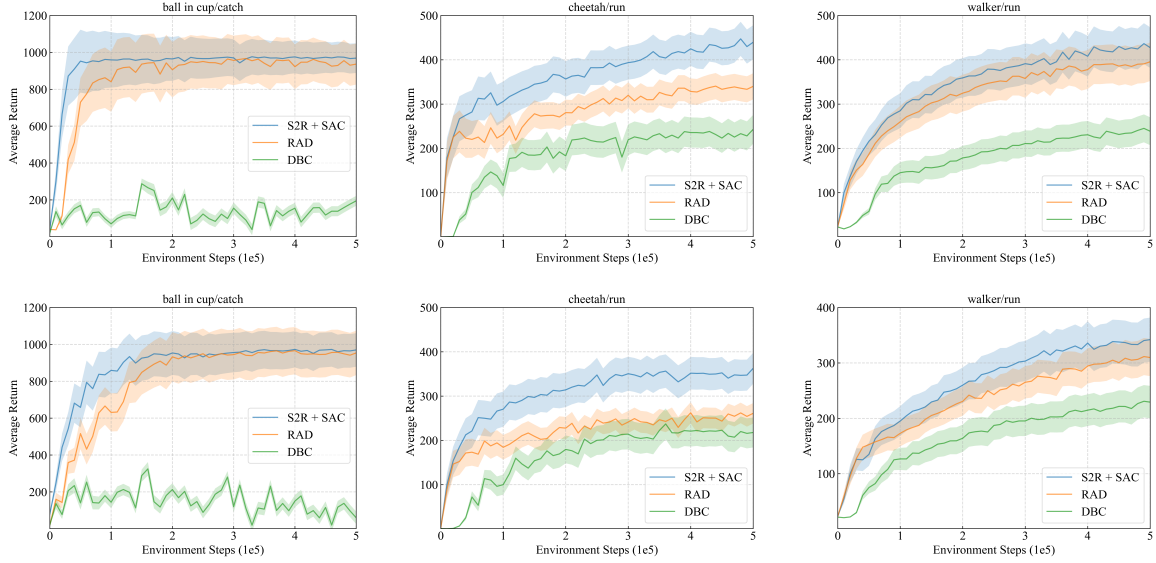 ball in cup/catch
1200
1000
800
600
400
200
Average Return
S2R + SAC
RAD
DBC
0 1 2 3 4 5
Environment Steps (1e5)
cheetah/run
500
400
300
200
100
Average Return
S2R + SAC
RAD
DBC
0 1 2 3 4 5
Environment Steps (1e5)
walker/run
500
400
300
200
100
Average Return
S2R + SAC
RAD
DBC
0 1 2 3 4 5
Environment Steps (1e5)
ball in cup/catch
1200
1000
800
600
400
200
Average Return
S2R + SAC
RAD
DBC
0 1 2 3 4 5
Environment Steps (1e5)
cheetah/run
500
400
300
200
100
Average Return
S2R + SAC
RAD
DBC
0 1 2 3 4 5
Environment Steps (1e5)
walker/run
400
300
200
100
Average Return
S2R + SAC
RAD
DBC
0 1 2 3 4 5
Environment Steps (1e5)